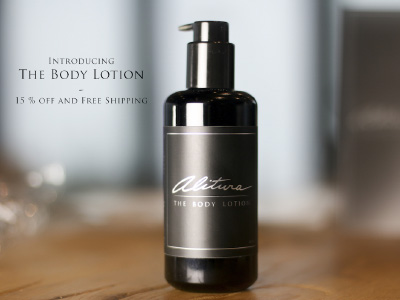 Introducing
The Body Lotion
-
15 % off and Free Shipping
Alitura
THE BODY LOTION